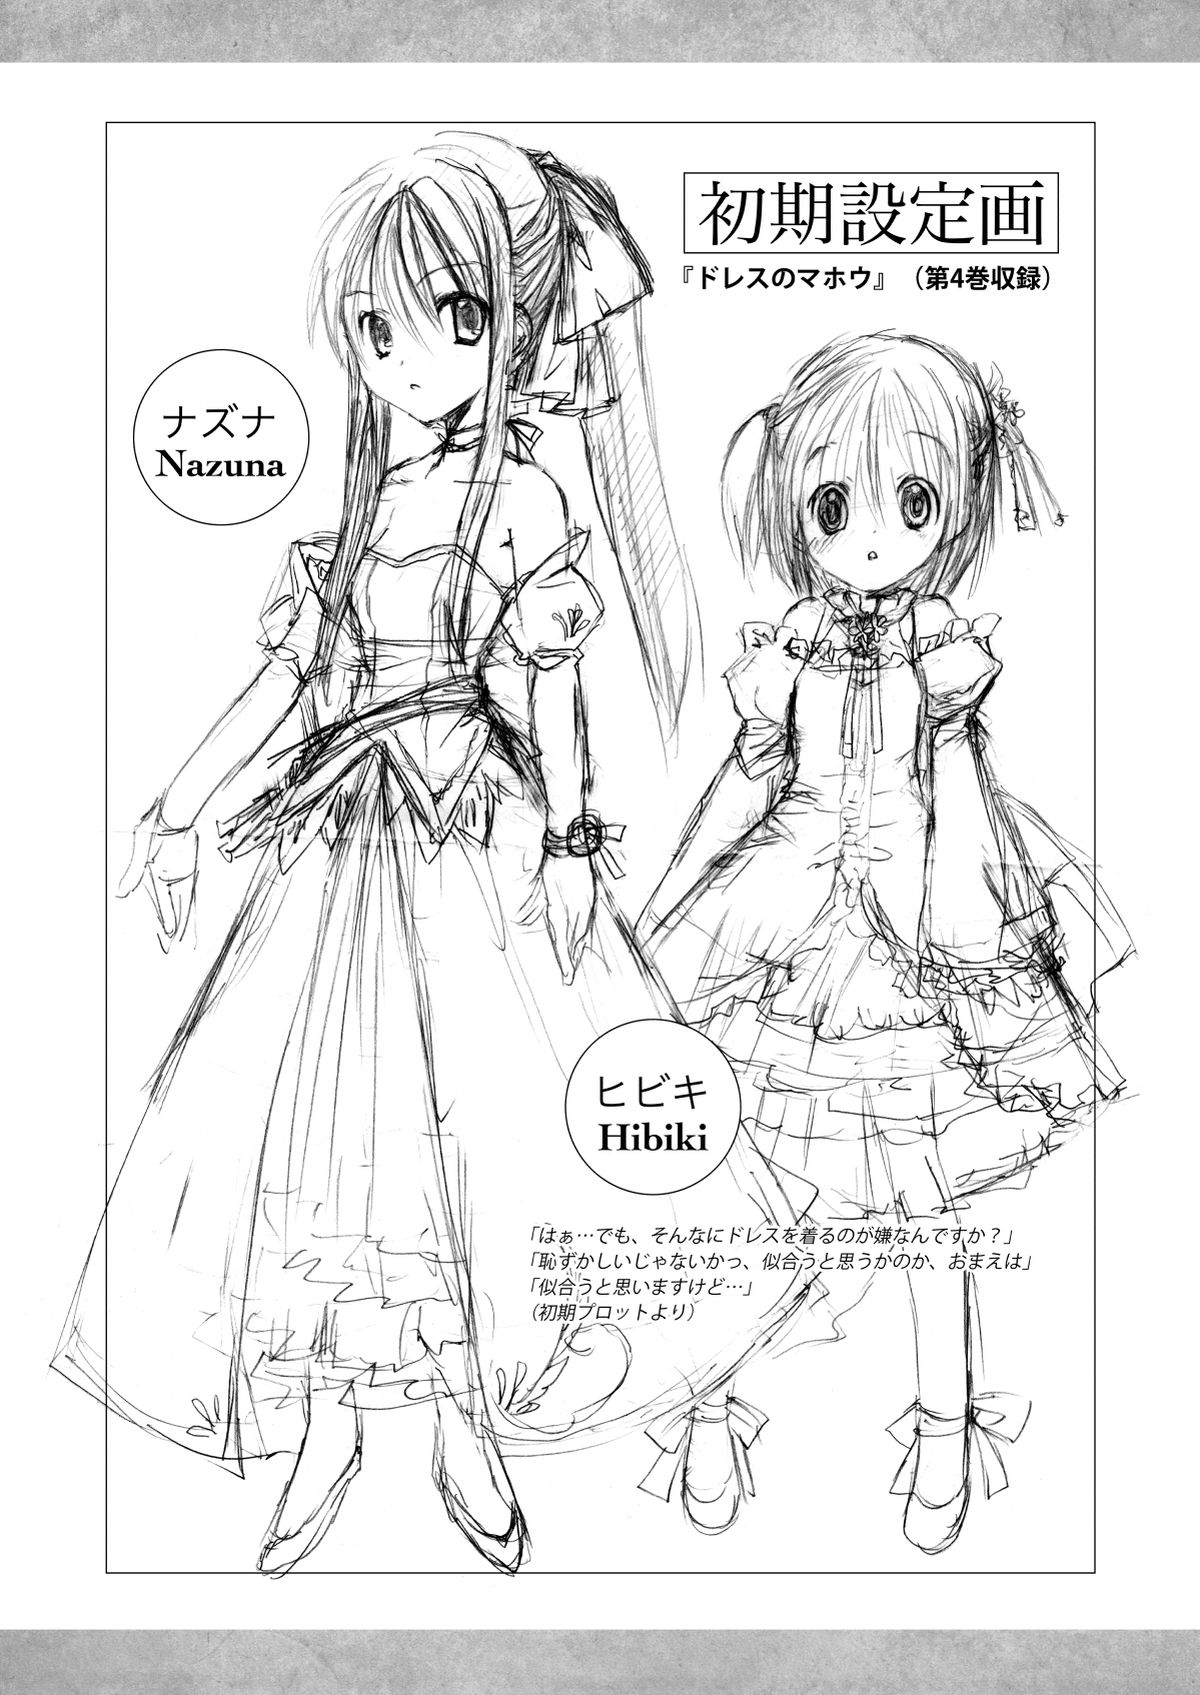 初期設定画
『ドレスのマホウ』（第4巻収録）
ナズナ
Nazuna
ヒビキ
Hibiki
「はぁ…でも、そんなにドレスを着るのが嫌なんですか？」
「恥ずかしいじゃないかっ、似合うと思うかのか、おまえは」
「似合うと思いますけど…」
（初期プロットより）